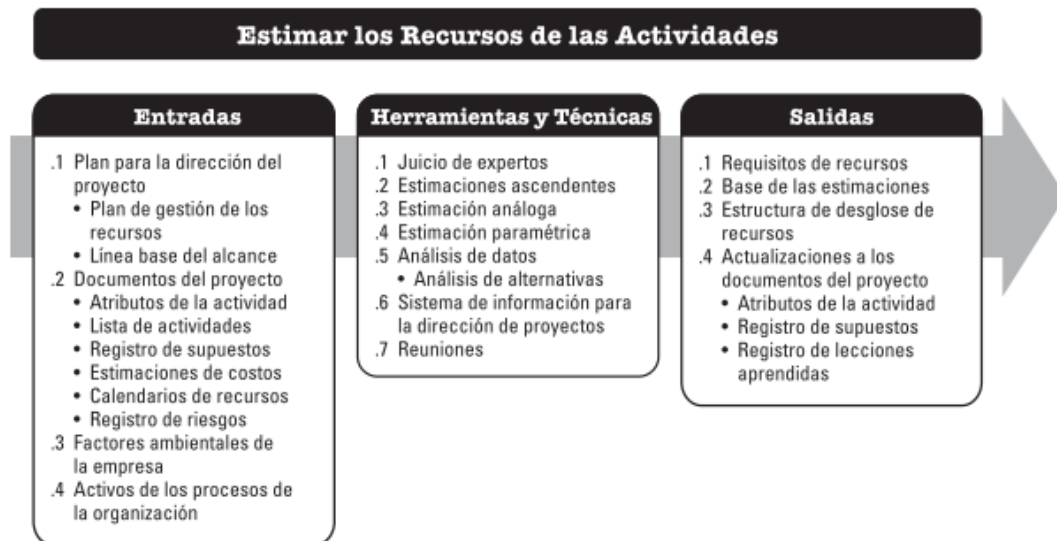 Estimar los Recursos de las Actividades
Entradas
.1 Plan para la dirección del
proyecto
• Plan de gestión de los
recursos
• Línea base del alcance
.2 Documentos del proyecto
• Atributos de la actividad
• Lista de actividades
• Registro de supuestos
• Estimaciones de costos
• Calendarios de recursos
• Registro de riesgos
.3 Factores ambientales de
la empresa
.4 Activos de los procesos de
la organización
Herramientas y Técnicas
.1 Juicio de expertos
.2 Estimaciones ascendentes
.3 Estimación análoga
.4 Estimación paramétrica
.5 Análisis de datos
• Análisis de alternativas
.6 Sistema de información para
la dirección de proyectos
.7 Reuniones
Salidas
.1 Requisitos de recursos
.2 Base de las estimaciones
.3 Estructura de desglose de
recursos
.4 Actualizaciones a los
documentos del proyecto
• Atributos de la actividad
• Registro de supuestos
• Registro de lecciones
aprendidas